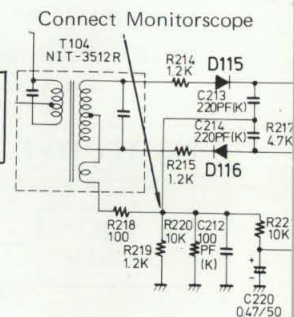 Connect Monitorscope
T104
NIT-3512R
R214
1.2K
D115
C213
220PF(K)
C214
220PF(K)
R217
4.7K
R215
1.2K
D116
R218
100
R219
1.2K
R220
10K
C212
100
PF
(K)
R221
10K
C220
0.47/50